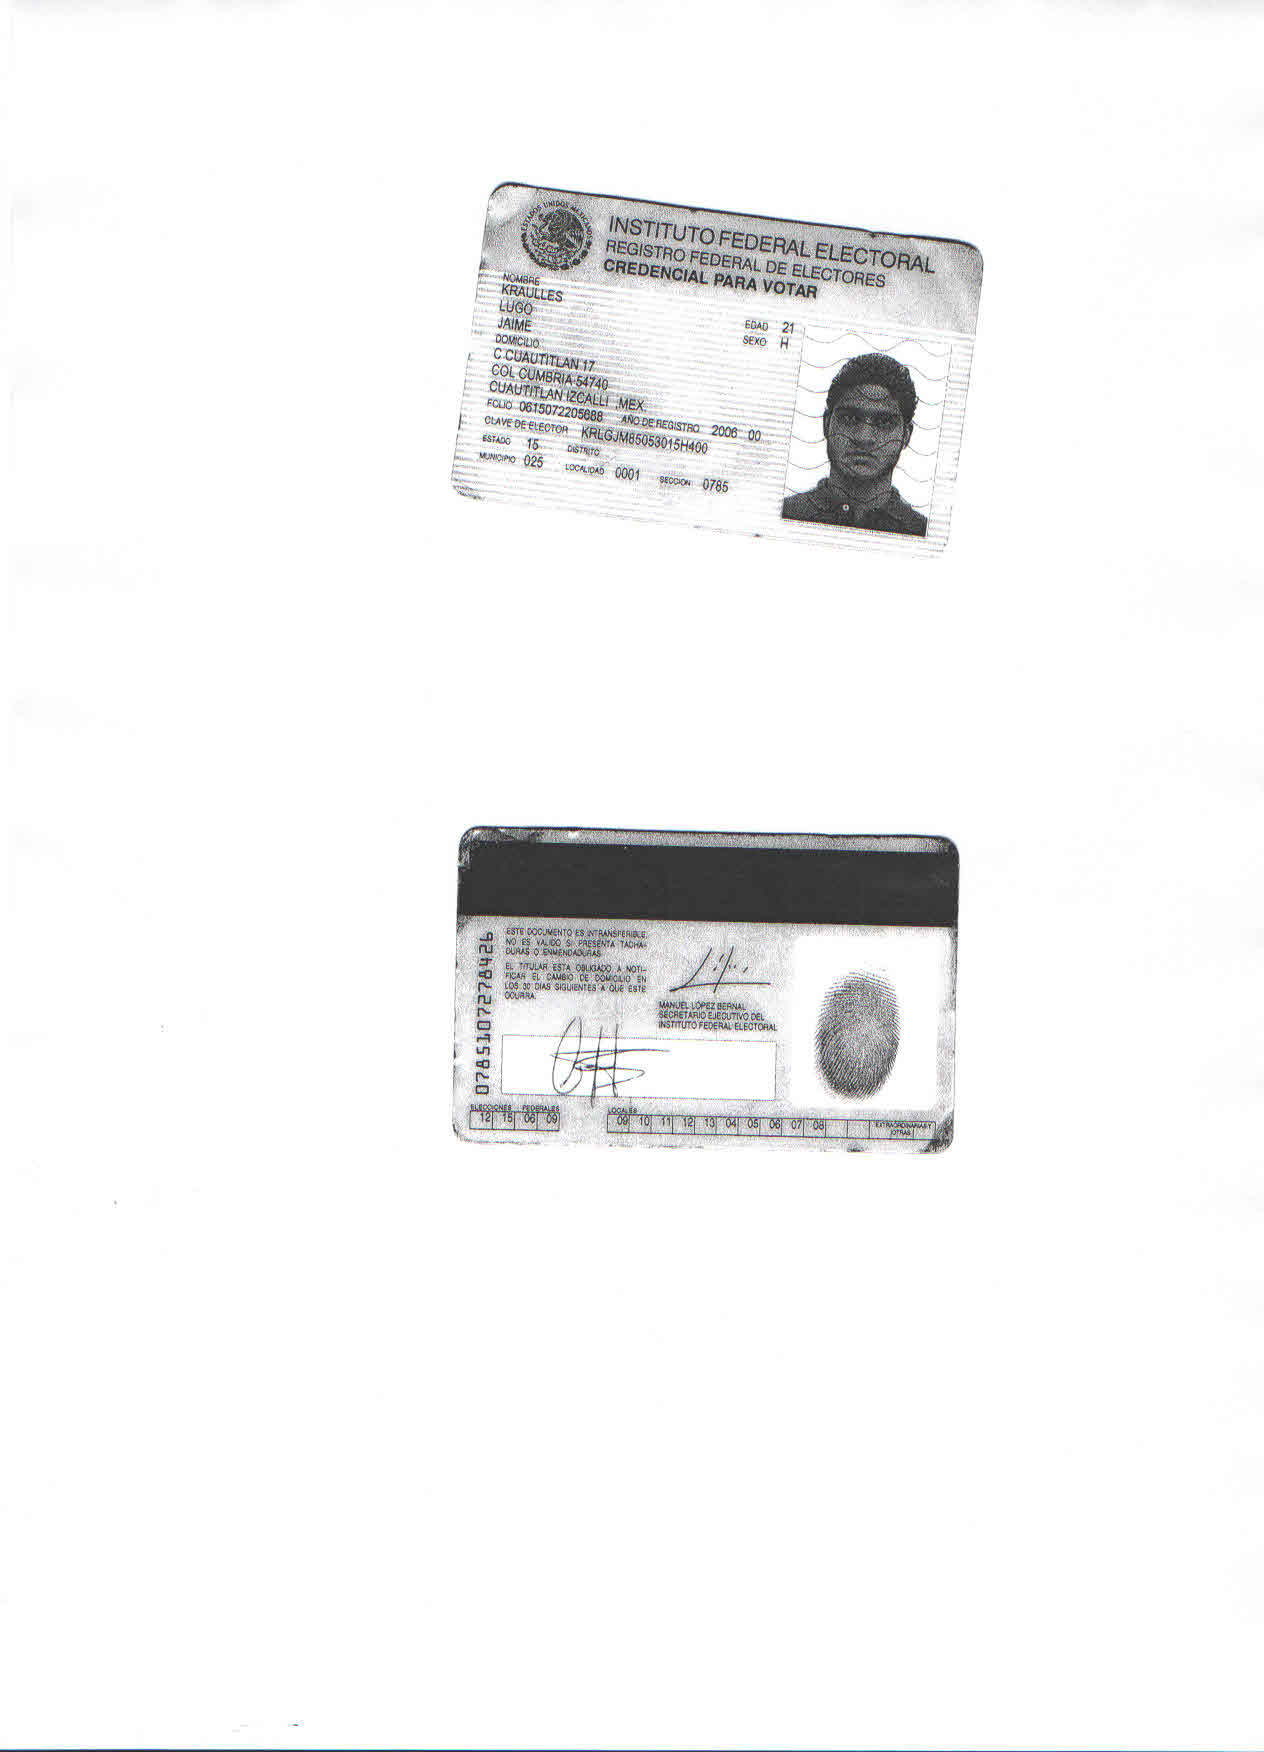 ESTADOS UNIDOS MEXICANOS
INSTITUTO FEDERAL ELECTORAL
REGISTRO FEDERAL DE ELECTORES
CREDENCIAL PARA VOTAR
NOMBRE
KRAULLES
LUGO
JAIME
EDAD 21
SEXO H
DOMICILIO
C CUAUTITLAN 17
COL CUMBRIA 54740
CUAUTITLAN IZCALLI ,MEX.
FOLIO 0615072205688 AÑO DE REGISTRO 2006 00
CLAVE DE ELECTOR KRLGJM85053015H400
ESTADO 15 DISTRITO
MUNICIPIO 025 LOCALIDAD 0001 SECCION 0785
0785107278426
ESTE DOCUMENTO ES INTRANSFERIBLE,
NO ES VALIDO SI PRESENTA TACHA-
DURAS O ENMENDADURAS.
EL TITULAR ESTA OBLIGADO A NOTI-
FICAR EL CAMBIO DE DOMICILIO EN
LOS 30 DIAS SIGUIENTES A QUE ESTE
OCURRA.
MANUEL LÓPEZ BERNAL
SECRETARIO EJECUTIVO DEL
INSTITUTO FEDERAL ELECTORAL
ELECCIONES FEDERALES
12 15 06 09
LOCALES
09 10 11 12 13 04 05 06 07 08
EXTRAORDINARIAS Y
OTRAS